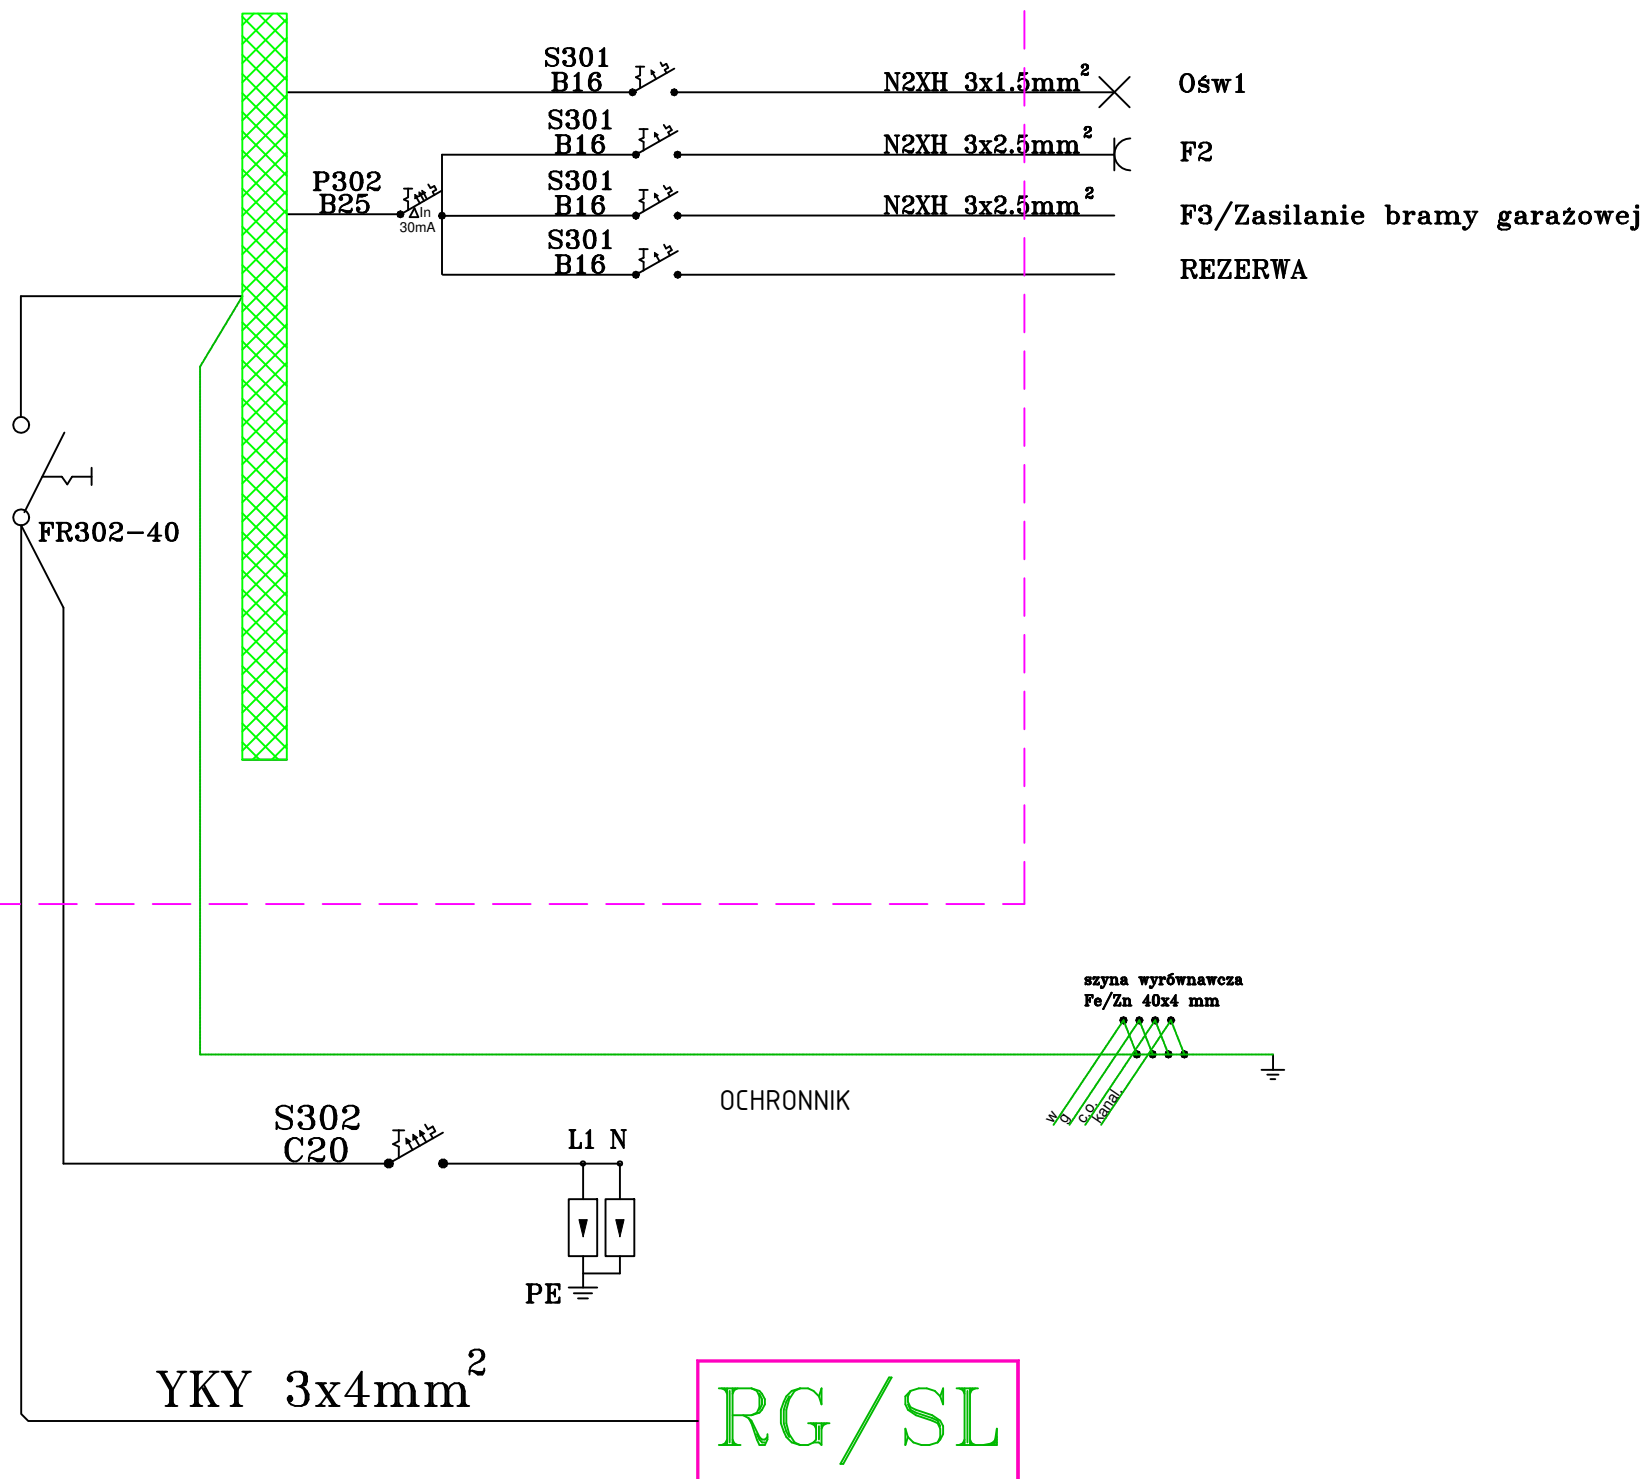 S301
B16
N2XH 3x1.5mm²
Ośw1
S301
B16
N2XH 3x2.5mm²
F2
P302
B25
ΔIn
30mA
S301
B16
N2XH 3x2.5mm²
F3/Zasilanie bramy garażowej
S301
B16
REZERWA
FR302-40
szyna wyrównawcza
Fe/Zn 40x4 mm
w
g
c.o.
kanal.
OCHRONNIK
S302
C20
L1 N
PE
YKY 3x4mm²
RG/SL